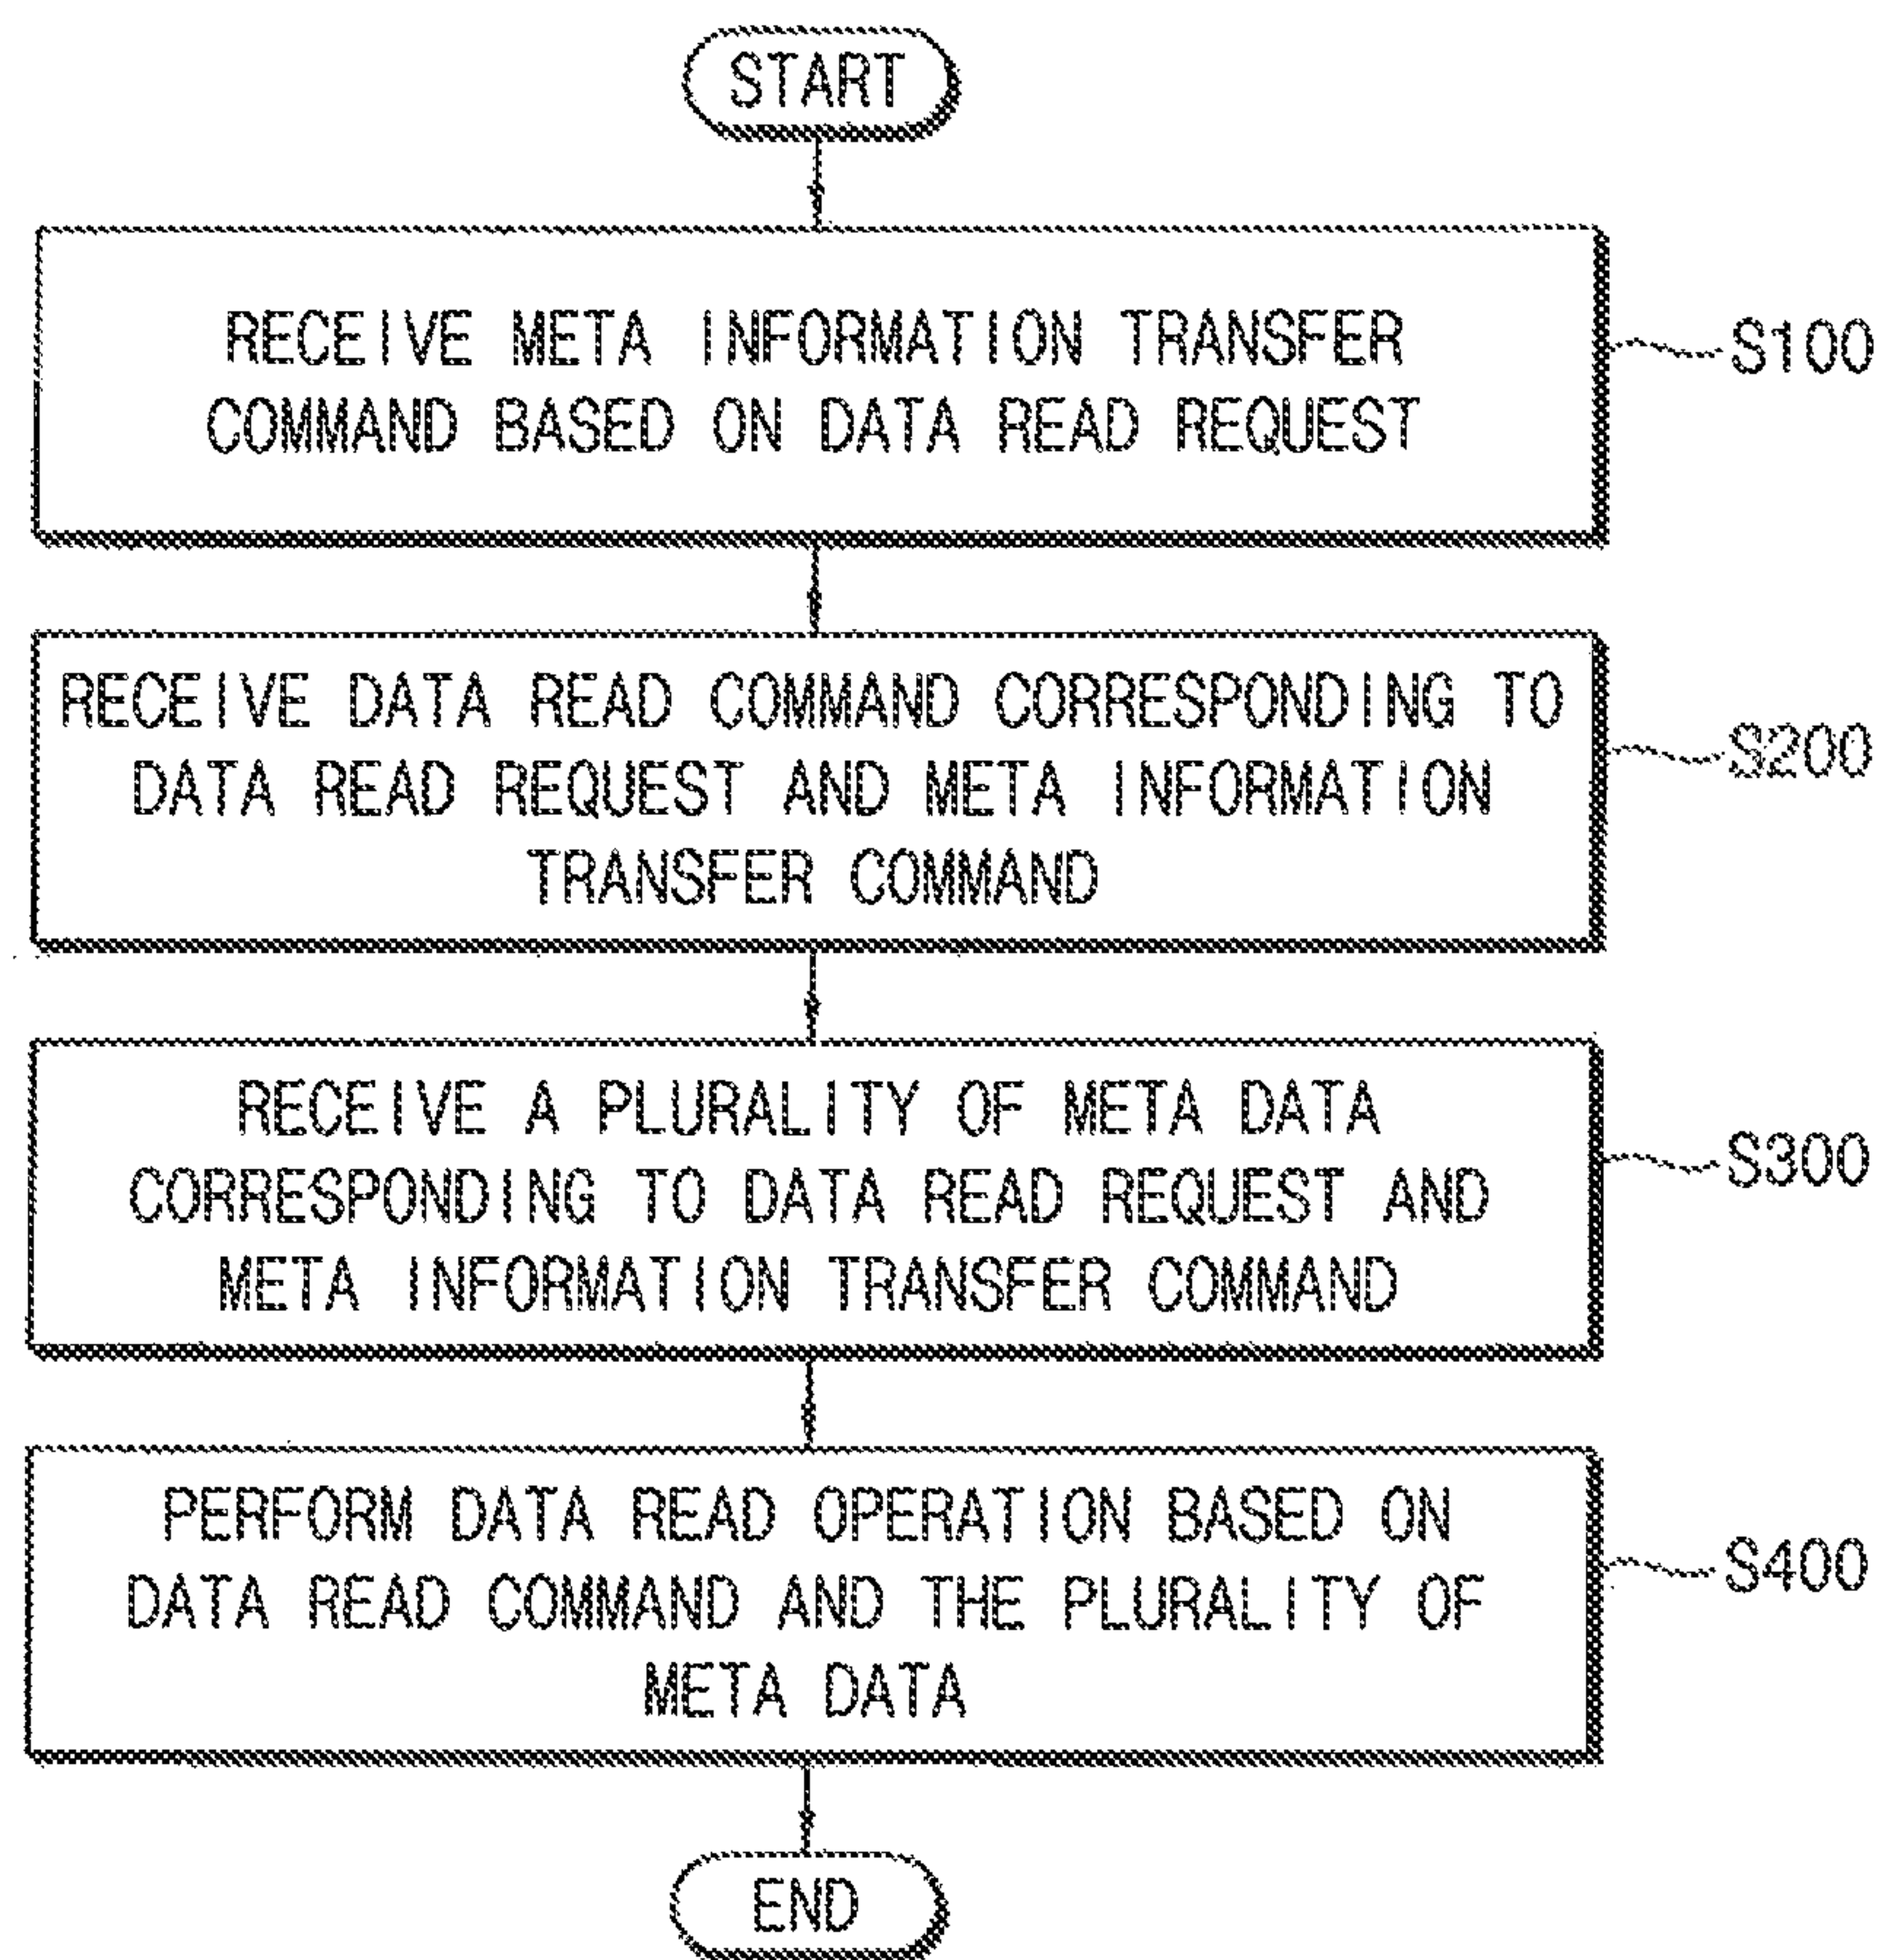 START
RECEIVE META INFORMATION TRANSFER
COMMAND BASED ON DATA READ REQUEST
S100
RECEIVE DATA READ COMMAND CORRESPONDING TO
DATA READ REQUEST AND META INFORMATION
TRANSFER COMMAND
S200
RECEIVE A PLURALITY OF META DATA
CORRESPONDING TO DATA READ REQUEST AND
META INFORMATION TRANSFER COMMAND
S300
PERFORM DATA READ OPERATION BASED ON
DATA READ COMMAND AND THE PLURALITY OF
META DATA
S400
END